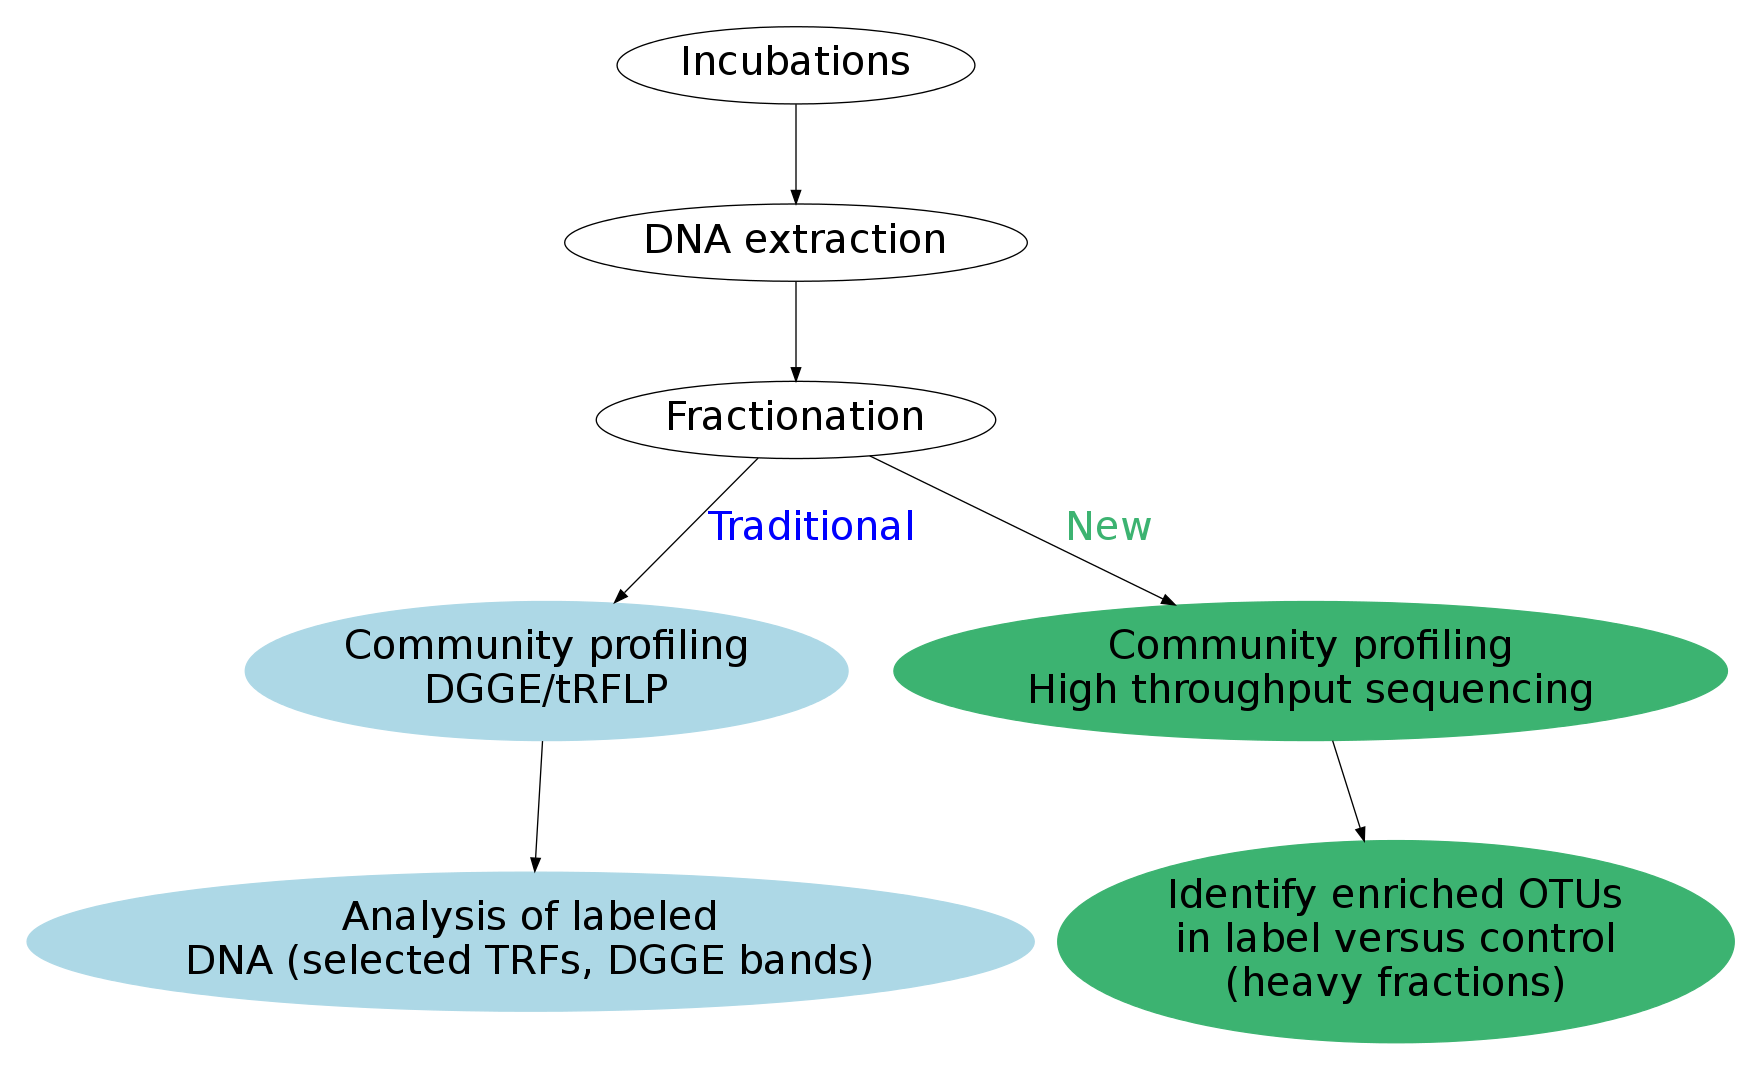 Incubations
DNA extraction
Fractionation
Traditional
New
Community profiling
DGGE/tRFLP
Community profiling
High throughput sequencing
Analysis of labeled
DNA (selected TRFs, DGGE bands)
Identify enriched OTUs
in label versus control
(heavy fractions)